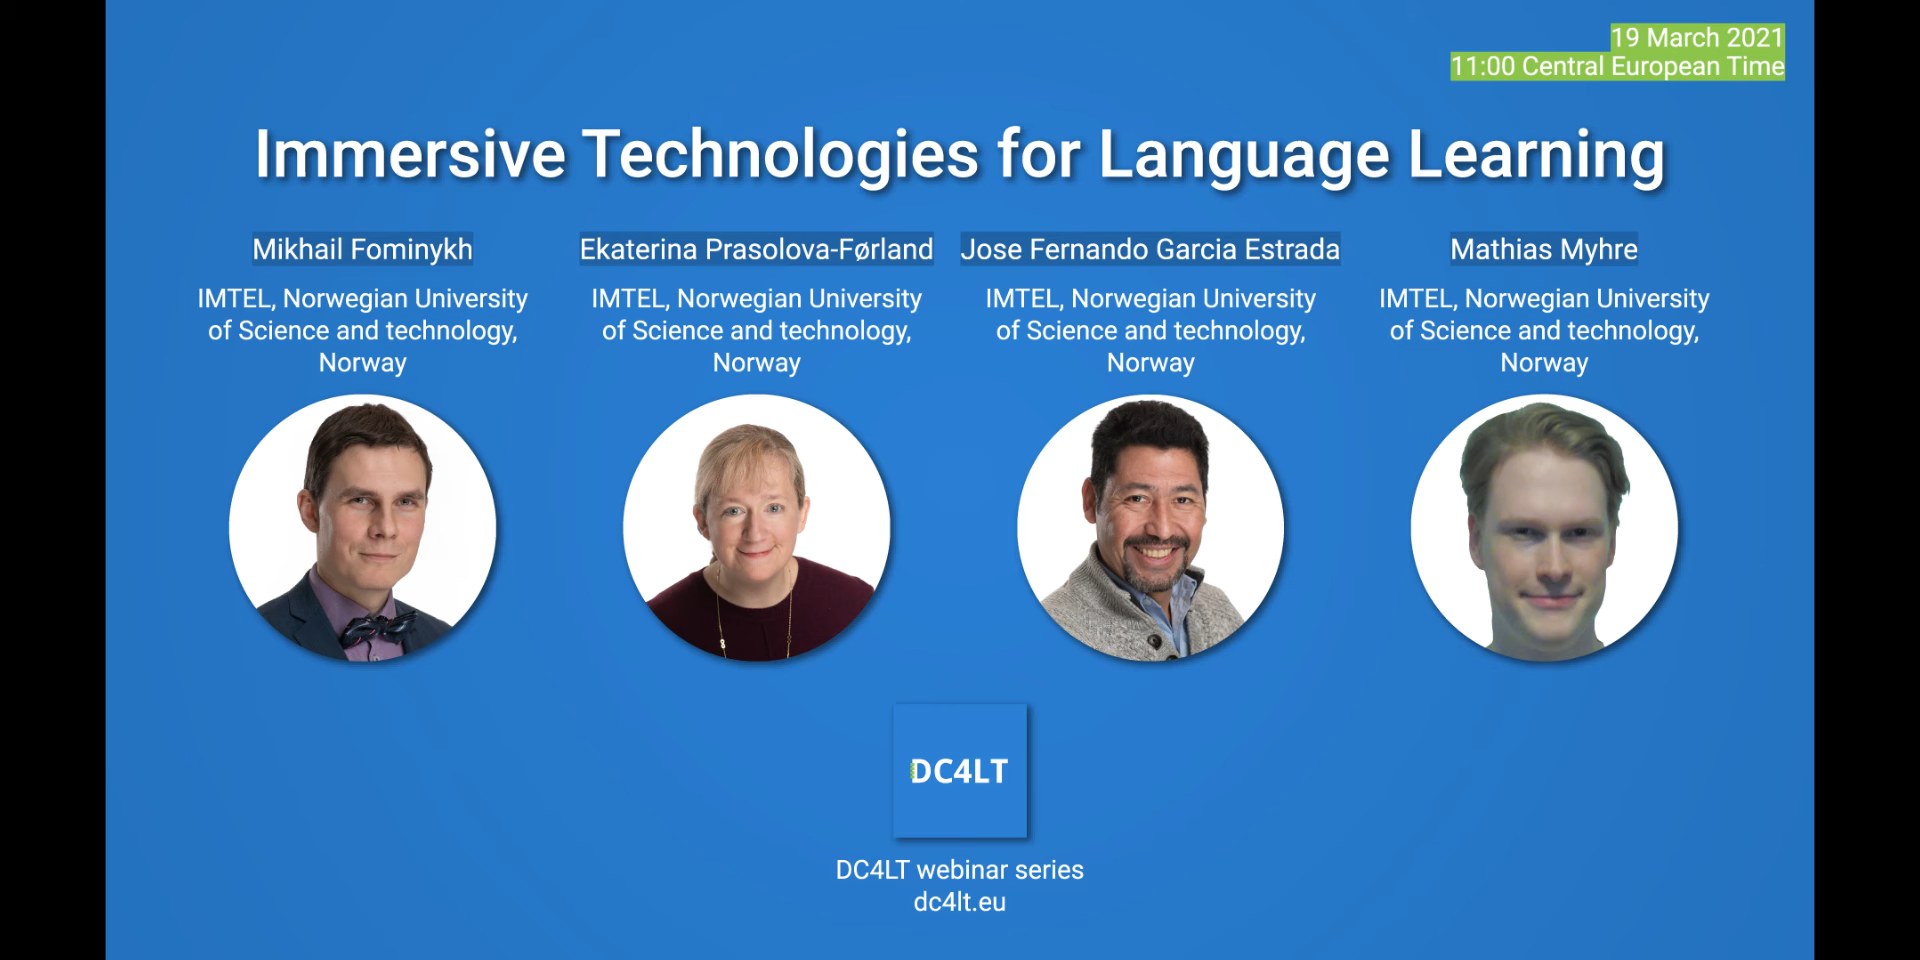 19 March 2021
11:00 Central European Time
Immersive Technologies for Language Learning
Mikhail Fominykh
IMTEL, Norwegian University
of Science and technology,
Norway
Ekaterina Prasolova-Førland
IMTEL, Norwegian University
of Science and technology,
Norway
Jose Fernando Garcia Estrada
IMTEL, Norwegian University
of Science and technology,
Norway
Mathias Myhre
IMTEL, Norwegian University
of Science and technology,
Norway
DC4LT
DC4LT webinar series
dc4lt.eu